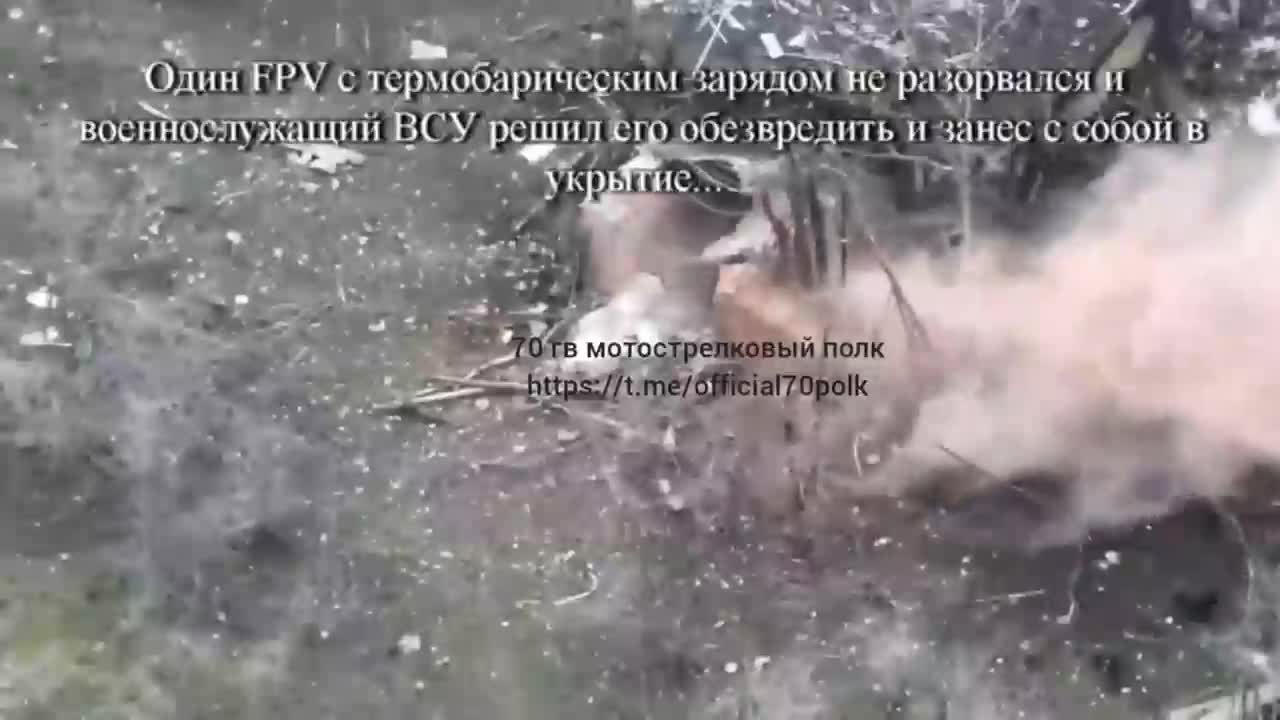 Один FPV с термобарическим зарядом не разорвался и
военнослужащий ВСУ решил его обезвредить и занес с собой в
укрытие...
70 гв мотострелковый полк
https://t.me/official70polk